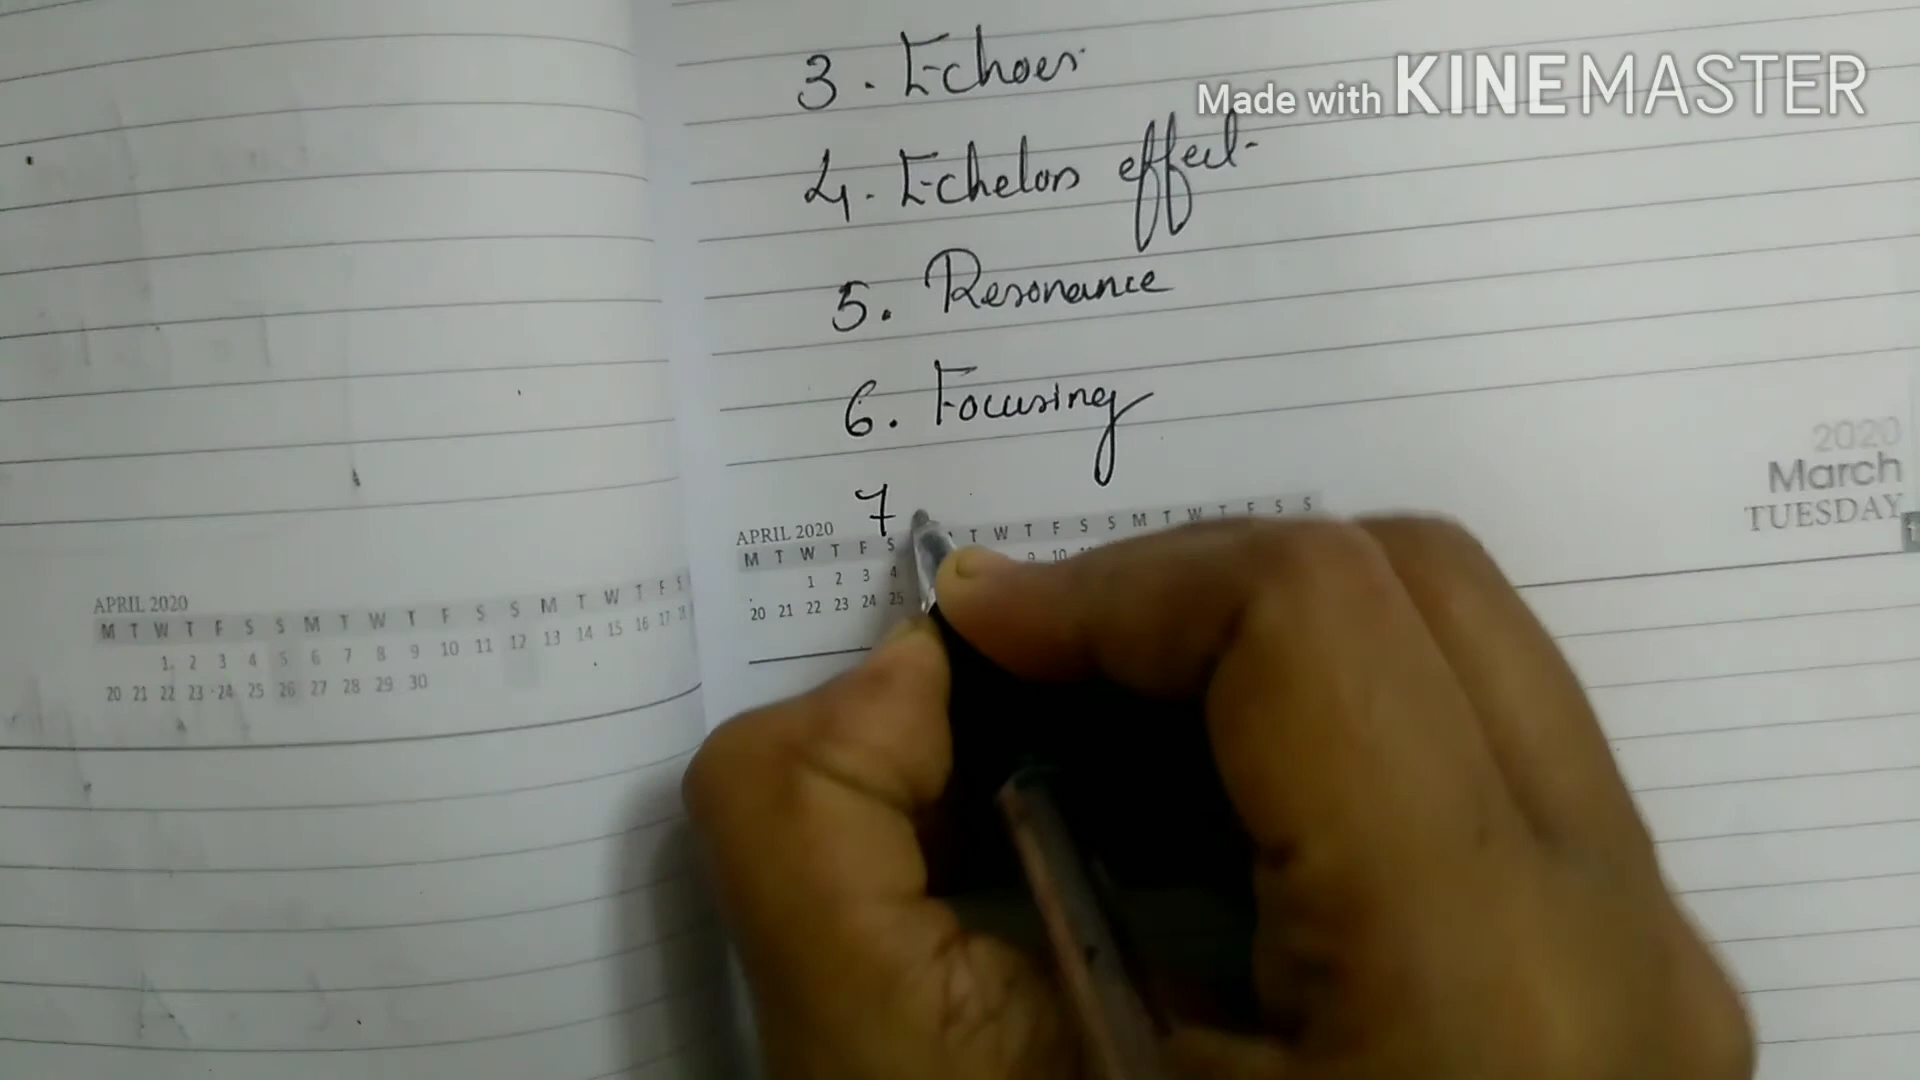 3. Echoes
Made with KINEMASTER
4. Echelon effect
5. Resonance
6. Focusing
2020
March
TUESDAY
7
APRIL 2020
M T W T F S T W T F S S M T W T F S S
1 2 3 4 9 10
20 21 22 23 24 25
APRIL 2020
M T W T F S S M T W T F S S M T W T F S
1 2 3 4 5 6 7 8 9 10 11 12 13 14 15 16 17 18
20 21 22 23 24 25 26 27 28 29 30